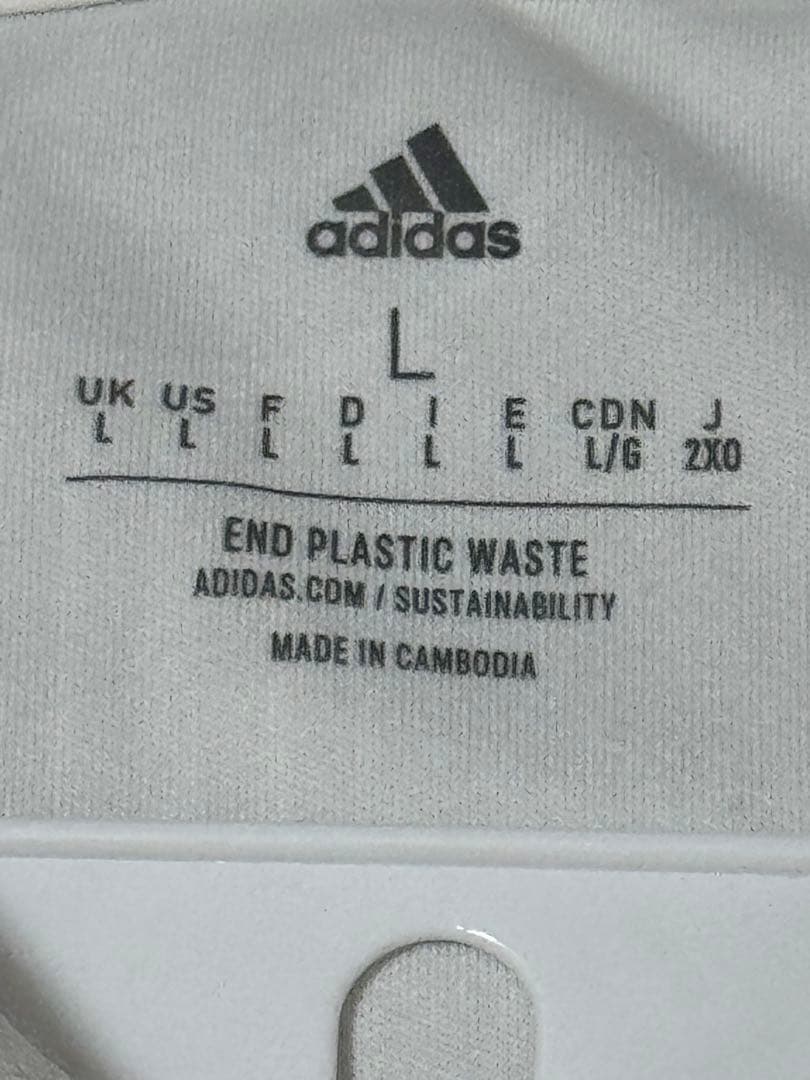 adidas
L
UK US F D I E CDN J
L L L L L L L/G 2XO
END PLASTIC WASTE
ADIDAS.COM / SUSTAINABILITY
MADE IN CAMBODIA